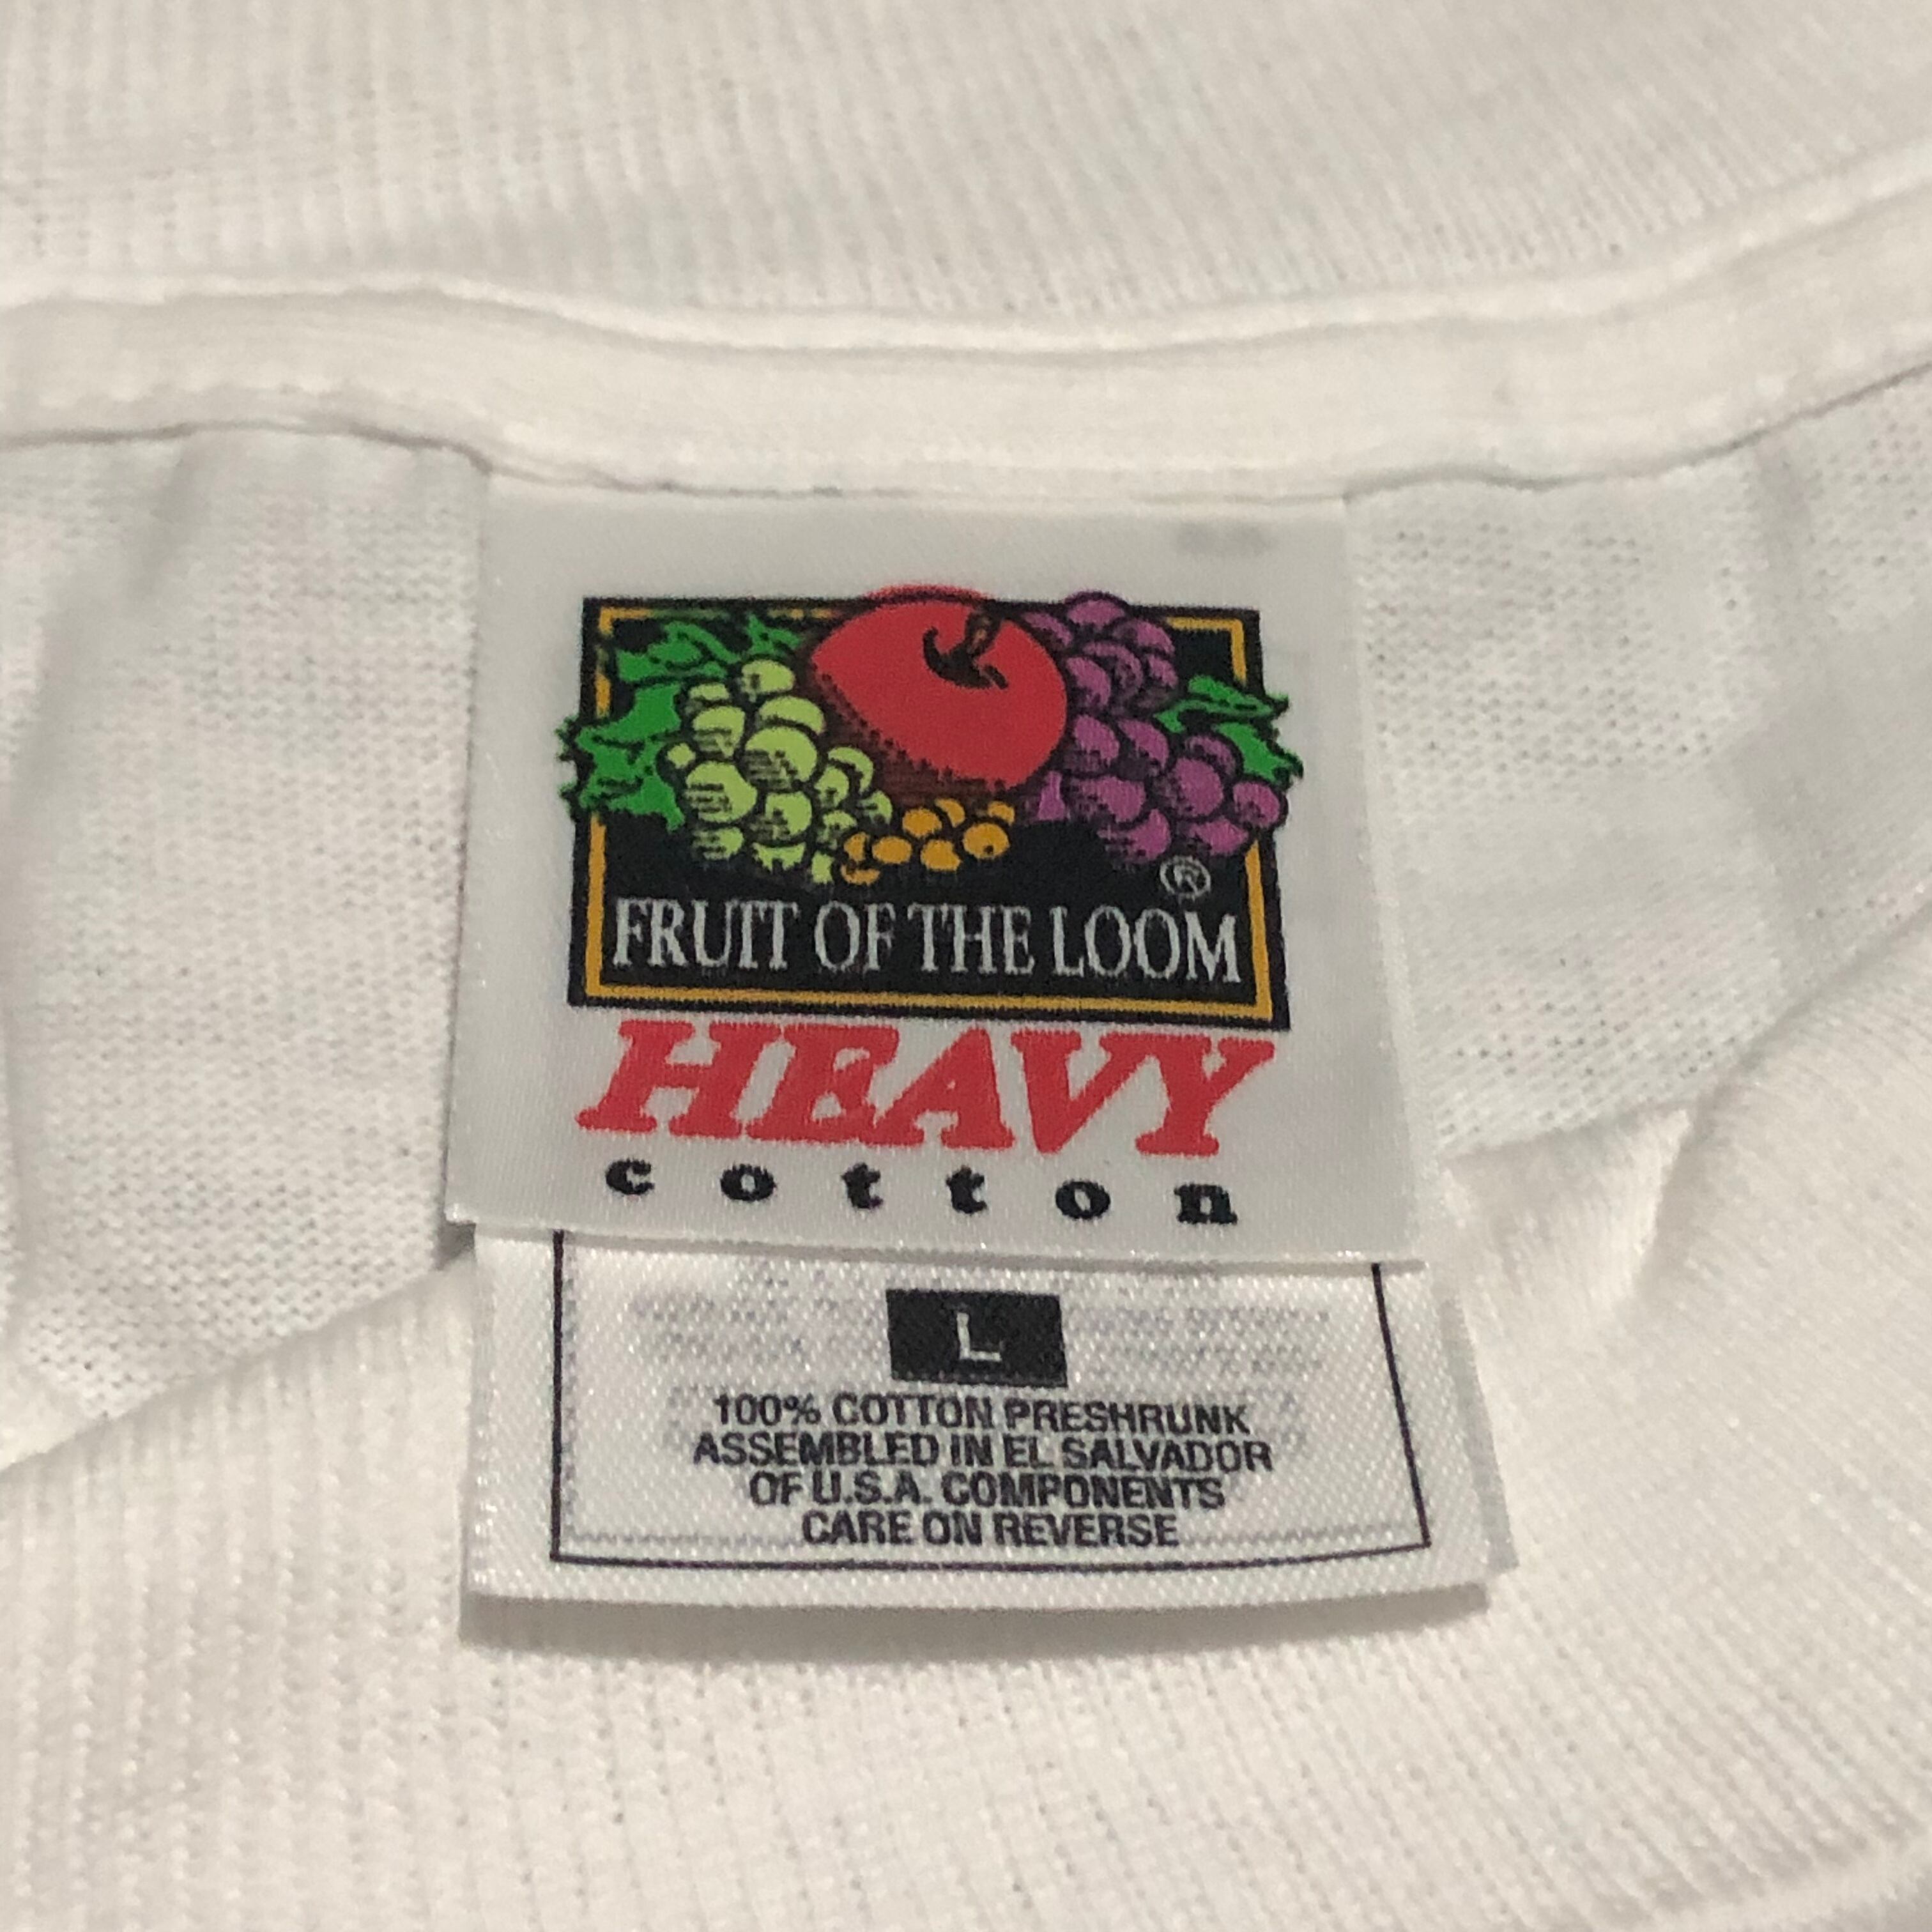 ®
FRUIT OF THE LOOM
HEAVY
cotton
L
100% COTTON PRESHRUNK
ASSEMBLED IN EL SALVADOR
OF U.S.A. COMPONENTS
CARE ON REVERSE